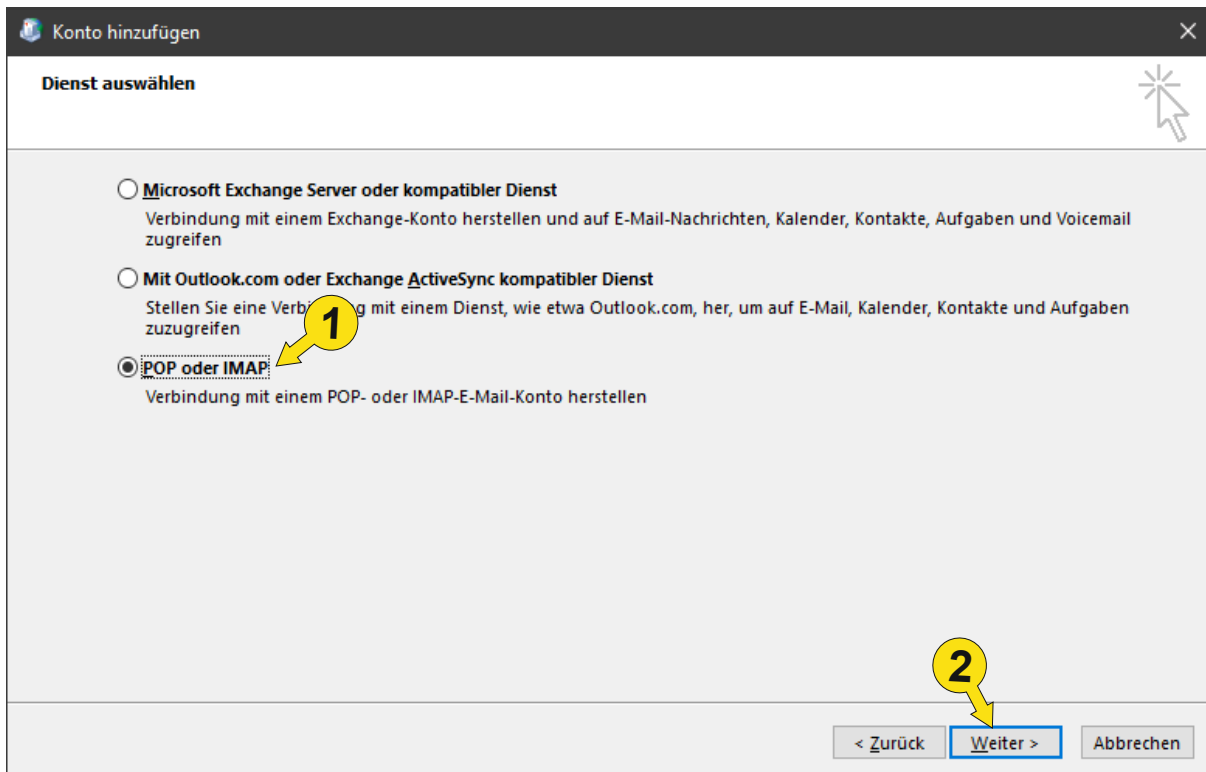 Konto hinzufügen
Dienst auswählen
Microsoft Exchange Server oder kompatibler Dienst
Verbindung mit einem Exchange-Konto herstellen und auf E-Mail-Nachrichten, Kalender, Kontakte, Aufgaben und Voicemail
zugreifen
Mit Outlook.com oder Exchange ActiveSync kompatibler Dienst
Stellen Sie eine Verb g mit einem Dienst, wie etwa Outlook.com, her, um auf E-Mail, Kalender, Kontakte und Aufgaben
zuzugreifen
1
POP oder IMAP
Verbindung mit einem POP- oder IMAP-E-Mail-Konto herstellen
2
< Zurück
Weiter >
Abbrechen